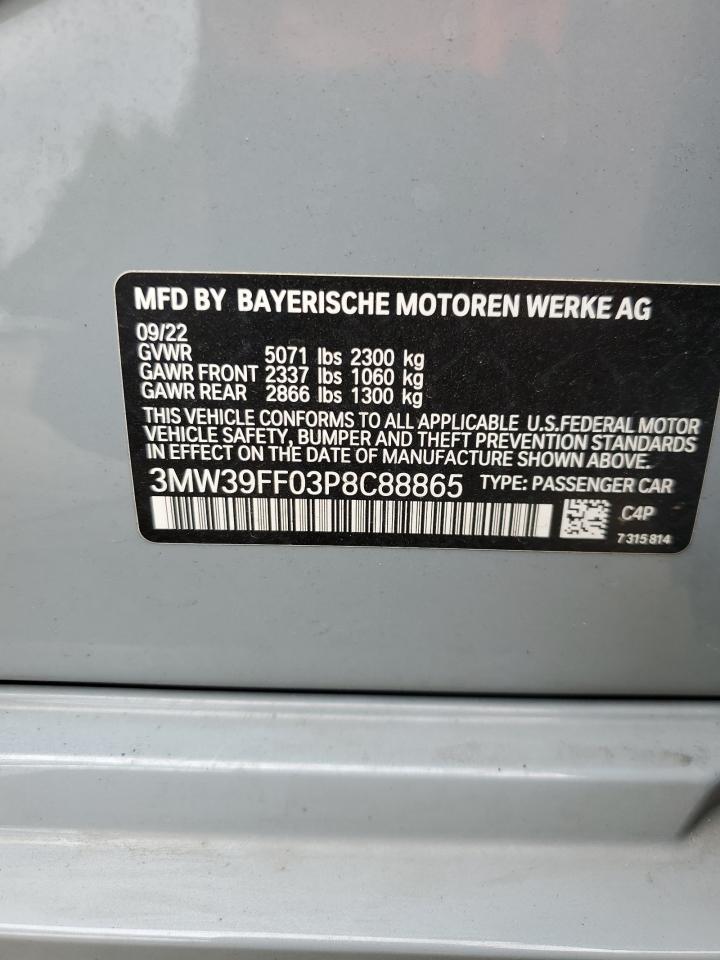 MFD BY BAYERISCHE MOTOREN WERKE AG
09/22
GVWR 5071 lbs 2300 kg
GAWR FRONT 2337 lbs 1060 kg
GAWR REAR 2866 lbs 1300 kg
THIS VEHICLE CONFORMS TO ALL APPLICABLE U.S.FEDERAL MOTOR
VEHICLE SAFETY, BUMPER AND THEFT PREVENTION STANDARDS
IN EFFECT ON THE DATE OF MANUFACTURE SHOWN ABOVE.
3MW39FF03P8C88865 TYPE: PASSENGER CAR
C4P
7 315 814